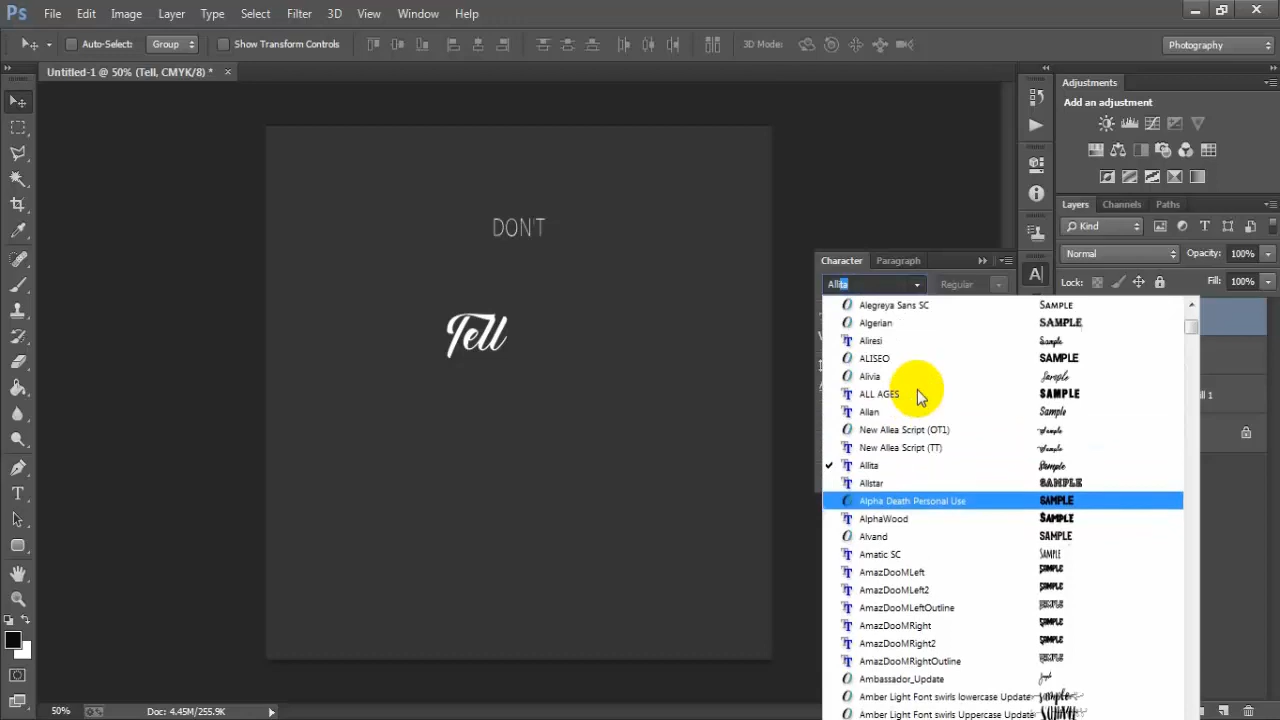 Ps File Edit Image Layer Type Select Filter 3D View Window Help
Auto-Select: Group Show Transform Controls 3D Mode: Photography
Untitled-1 @ 50% (Tell, CMYK/8) * ×
Adjustments
Add an adjustment
Layers Channels Paths
Kind
Normal Opacity: 100%
Lock: Fill: 100%
DON'T
Tell
Character Paragraph
Allita Regular
Alegreya Sans SC SAMPLE
Algerian SAMPLE
Aliresi Sample
ALISEO SAMPLE
Alivia Sample
ALL AGES SAMPLE
Allan Sample
New Allea Script (OT1) Sample
New Allea Script (TT) Sample
Allita Sample
Allstar SAMPLE
Alpha Death Personal Use SAMPLE
AlphaWood SAMPLE
Alvand SAMPLE
Amatic SC SAMPLE
AmazDooMLeft SAMPLE
AmazDooMLeft2 SAMPLE
AmazDooMLeftOutline SAMPLE
AmazDooMRight SAMPLE
AmazDooMRight2 SAMPLE
AmazDooMRightOutline SAMPLE
Ambassador_Update
Amber Light Font swirls lowercase Update sample
Amber Light Font swirls Uppercase Update
50% Doc: 4.45M/255.9K